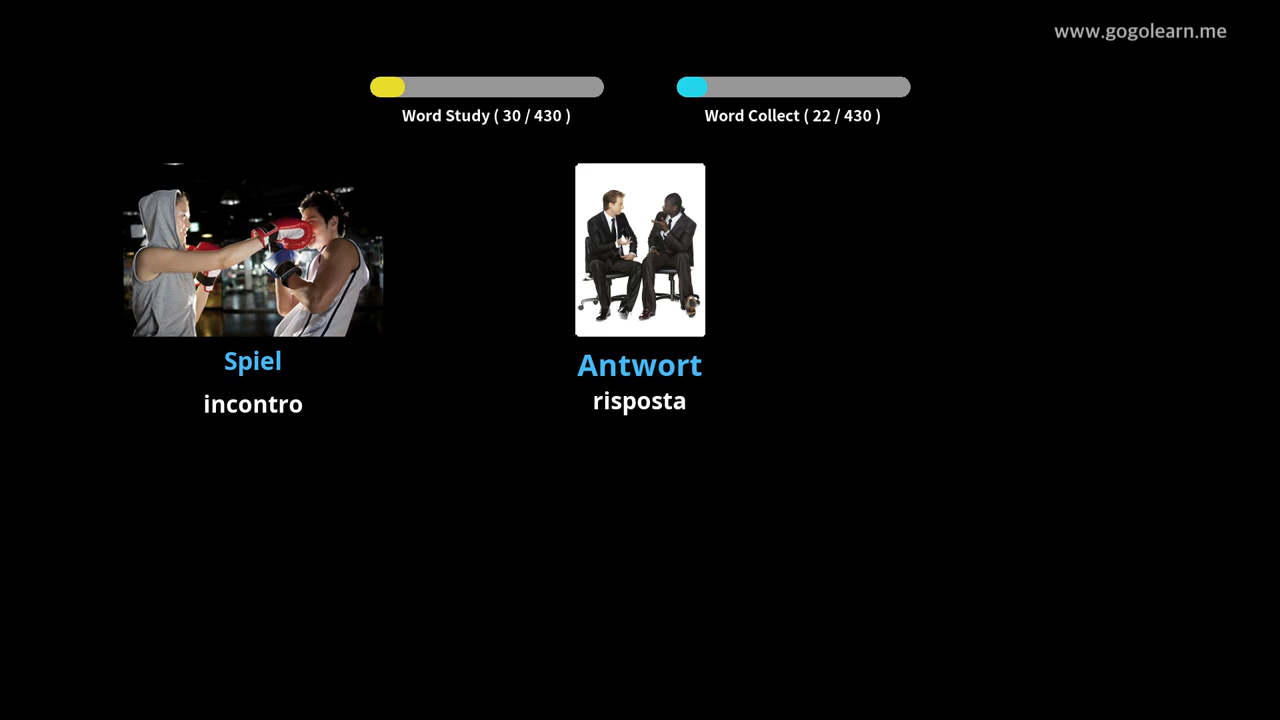 www.gogolearn.me
Word Study ( 30 / 430 )
Word Collect ( 22 / 430 )
Spiel
incontro
Antwort
risposta